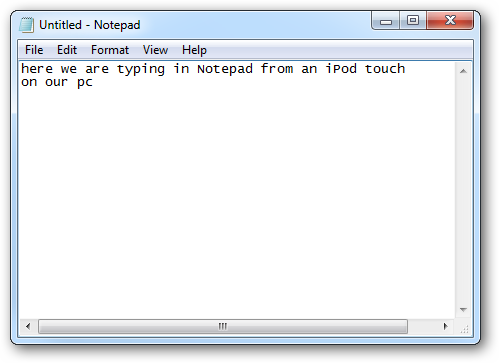 Untitled - Notepad
File Edit Format View Help
here we are typing in Notepad from an iPod touch
on our pc